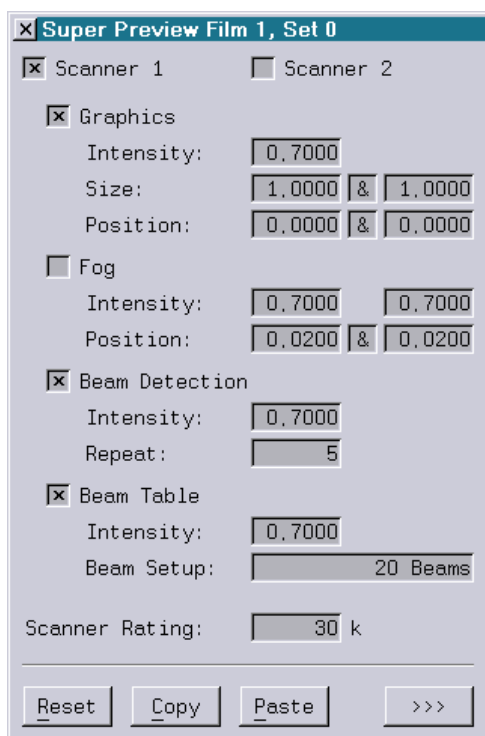 Super Preview Film 1, Set 0
Scanner 1 Scanner 2
Graphics
Intensity: 0,7000
Size: 1,0000 & 1,0000
Position: 0,0000 & 0,0000
Fog
Intensity: 0,7000 0,7000
Position: 0,0200 & 0,0200
Beam Detection
Intensity: 0,7000
Repeat: 5
Beam Table
Intensity: 0,7000
Beam Setup: 20 Beams
Scanner Rating: 30 k
Reset Copy Paste >>>